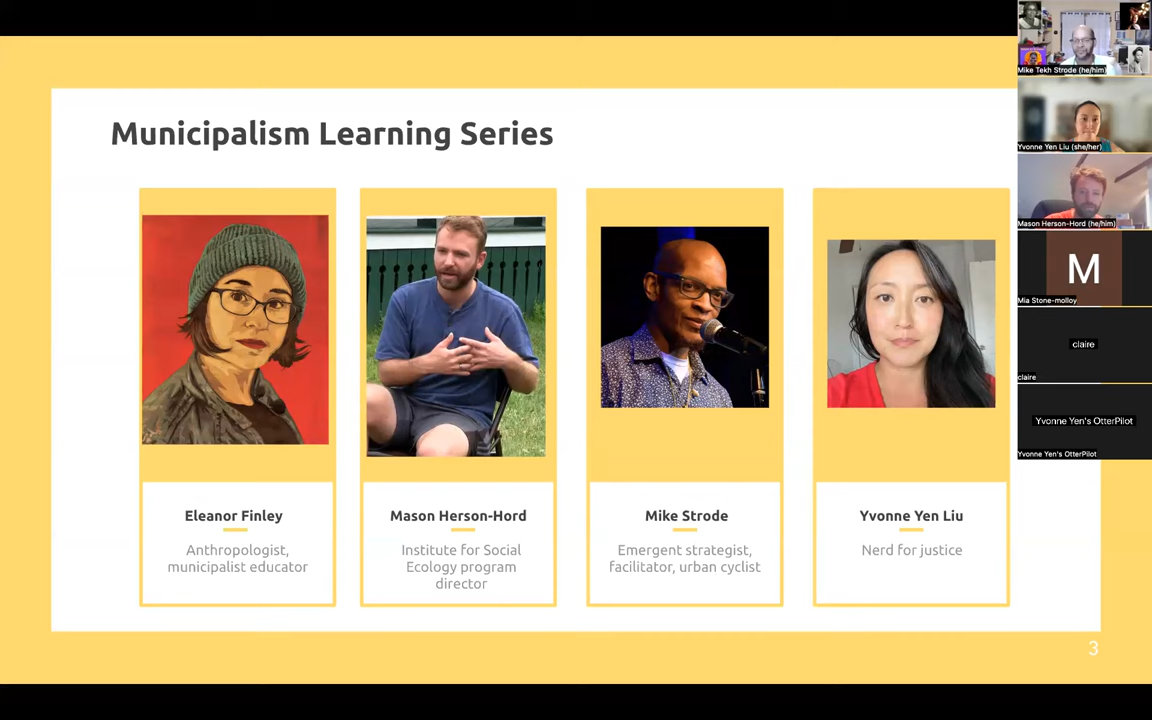 Municipalism Learning Series
Eleanor Finley
Anthropologist,
municipalist educator
Mason Herson-Hord
Institute for Social
Ecology program
director
Mike Strode
Emergent strategist,
facilitator, urban cyclist
Yvonne Yen Liu
Nerd for justice
3
Mike Tekh Strode (he/him)
Yvonne Yen Liu (she/her)
Mason Herson-Hord (he/him)
M
Mia Stone-molloy
claire
claire
Yvonne Yen's OtterPilot
Yvonne Yen's OtterPilot